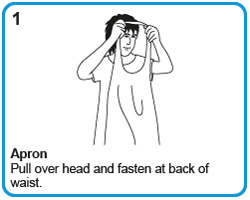 1
Apron
Pull over head and fasten at back of
waist.